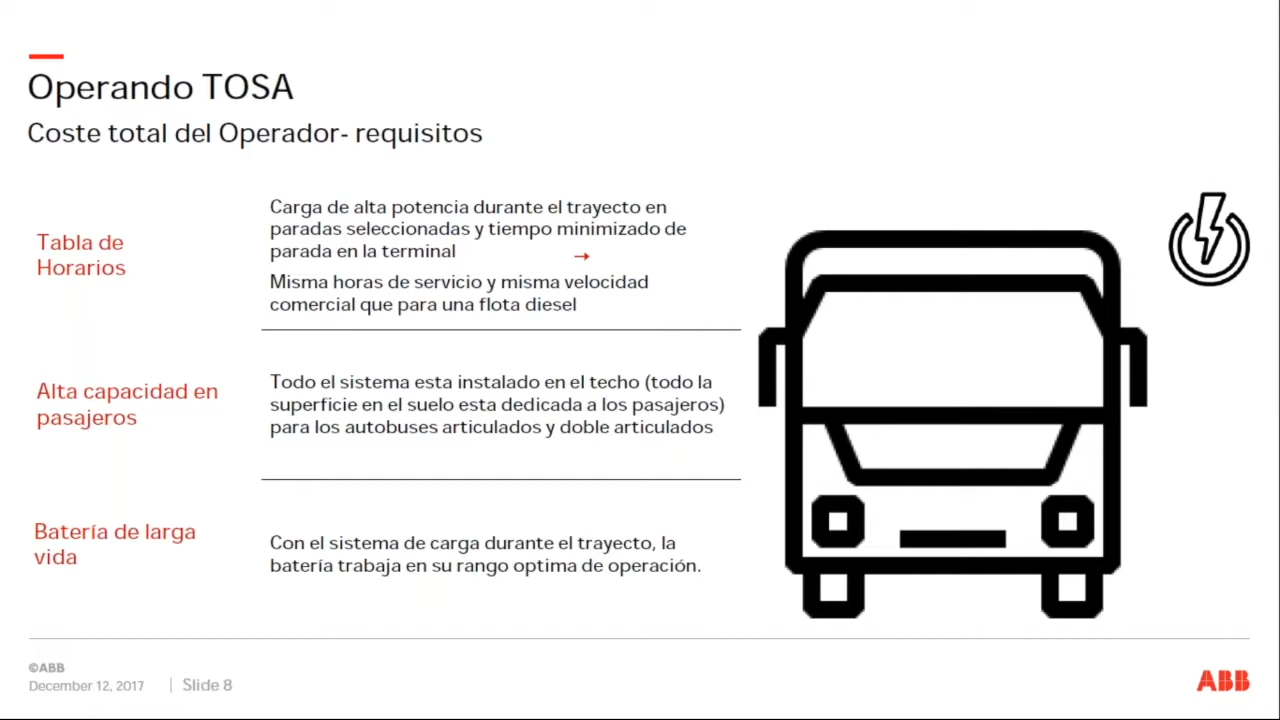 Operando TOSA
Coste total del Operador- requisitos
Tabla de
Horarios
Carga de alta potencia durante el trayecto en
paradas seleccionadas y tiempo minimizado de
parada en la terminal
→
Misma horas de servicio y misma velocidad
comercial que para una flota diesel
Alta capacidad en
pasajeros
Todo el sistema esta instalado en el techo (todo la
superficie en el suelo esta dedicada a los pasajeros)
para los autobuses articulados y doble articulados
Batería de larga
vida
Con el sistema de carga durante el trayecto, la
batería trabaja en su rango optima de operación.
©ABB
December 12, 2017 | Slide 8
ABB